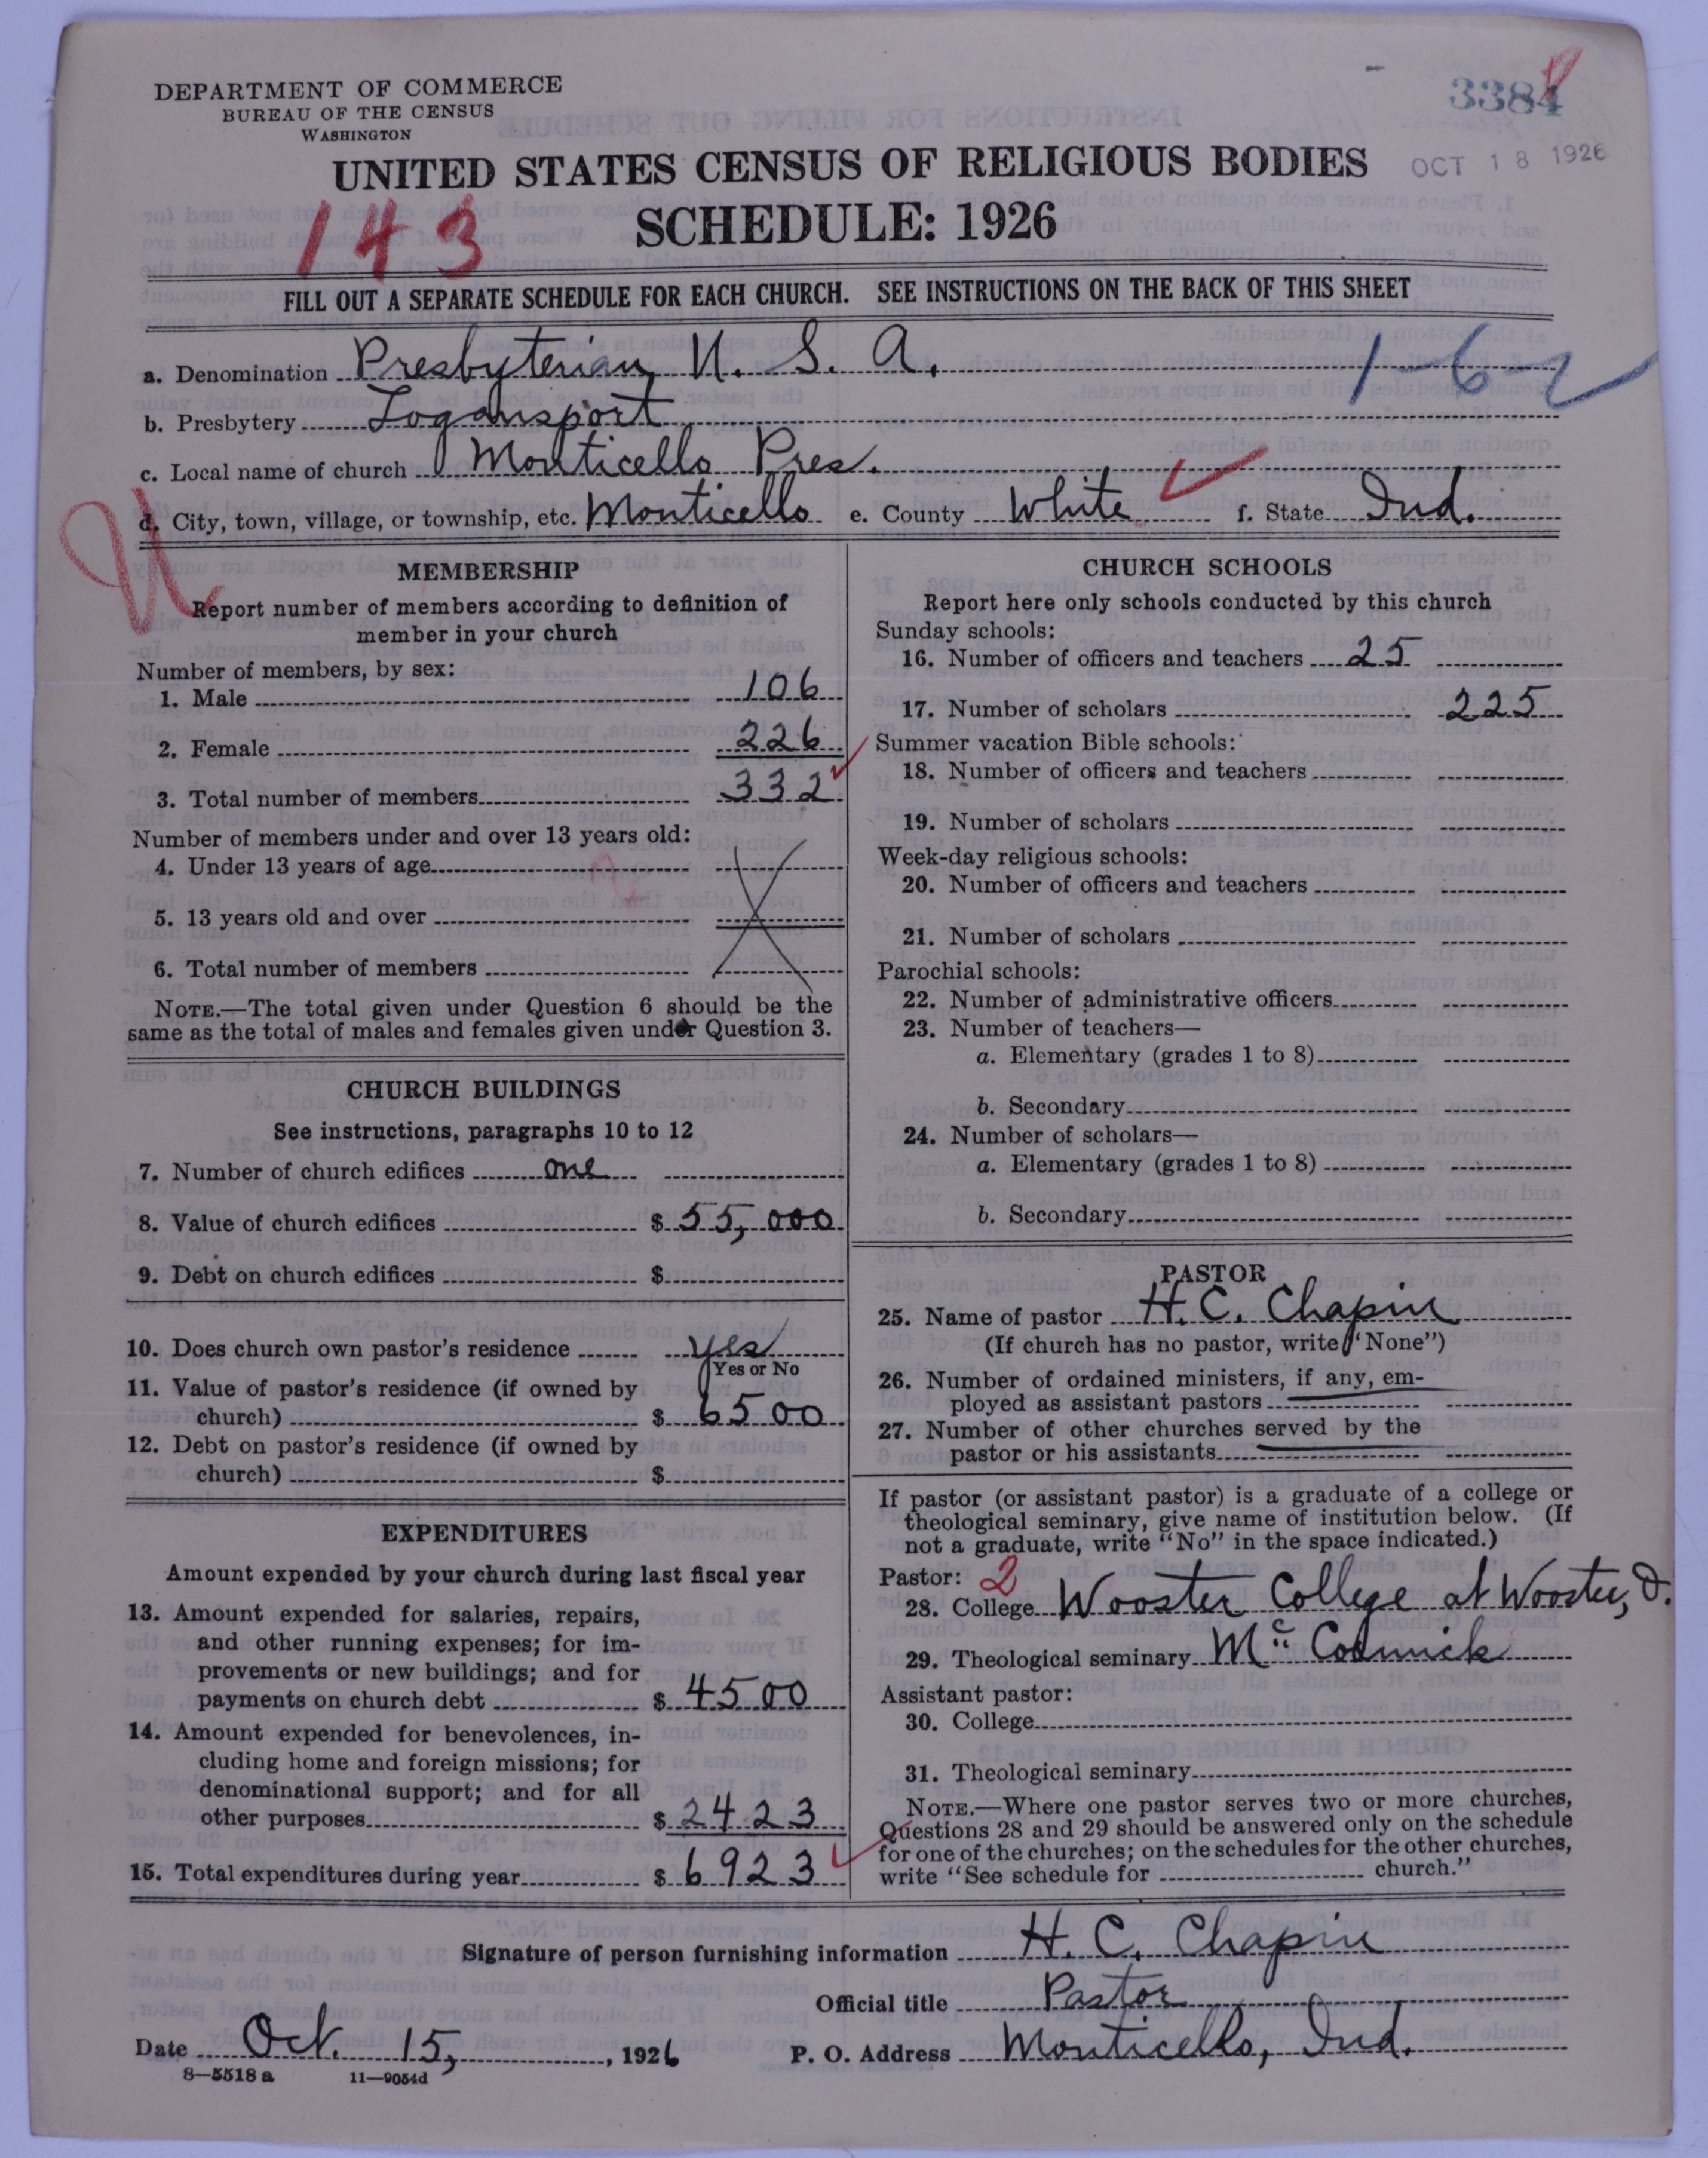 DEPARTMENT OF COMMERCE
BUREAU OF THE CENSUS
WASHINGTON
3384
OCT 18 1926
UNITED STATES CENSUS OF RELIGIOUS BODIES
143
SCHEDULE: 1926
FILL OUT A SEPARATE SCHEDULE FOR EACH CHURCH. SEE INSTRUCTIONS ON THE BACK OF THIS SHEET
a. Denomination Presbyterian U. S. A. 1-6-2
b. Presbytery Logansport
c. Local name of church Monticello Pres.
d. City, town, village, or township, etc. Monticello e. County White f. State Ind.
MEMBERSHIP
Report number of members according to definition of
member in your church
Number of members, by sex:
1. Male 106
2. Female 226
3. Total number of members 332
Number of members under and over 13 years old:
4. Under 13 years of age
5. 13 years old and over
6. Total number of members
NOTE.—The total given under Question 6 should be the
same as the total of males and females given under Question 3.
CHURCH BUILDINGS
See instructions, paragraphs 10 to 12
7. Number of church edifices one
8. Value of church edifices $ 55,000
9. Debt on church edifices $
10. Does church own pastor's residence yes
Yes or No
11. Value of pastor's residence (if owned by
church) $ 6500
12. Debt on pastor's residence (if owned by
church) $
EXPENDITURES
Amount expended by your church during last fiscal year
13. Amount expended for salaries, repairs,
and other running expenses; for im-
provements or new buildings; and for
payments on church debt $ 4500
14. Amount expended for benevolences, in-
cluding home and foreign missions; for
denominational support; and for all
other purposes $ 2423
15. Total expenditures during year $ 6923
CHURCH SCHOOLS
Report here only schools conducted by this church
Sunday schools:
16. Number of officers and teachers 25
17. Number of scholars 225
Summer vacation Bible schools:
18. Number of officers and teachers
19. Number of scholars
Week-day religious schools:
20. Number of officers and teachers
21. Number of scholars
Parochial schools:
22. Number of administrative officers
23. Number of teachers—
a. Elementary (grades 1 to 8)
b. Secondary
24. Number of scholars—
a. Elementary (grades 1 to 8)
b. Secondary
PASTOR
25. Name of pastor H. C. Chapin
(If church has no pastor, write "None")
26. Number of ordained ministers, if any, em-
ployed as assistant pastors
27. Number of other churches served by the
pastor or his assistants
If pastor (or assistant pastor) is a graduate of a college or
theological seminary, give name of institution below. (If
not a graduate, write "No" in the space indicated.)
Pastor: 2
28. College Wooster College at Wooster, O.
29. Theological seminary McCormick
Assistant pastor:
30. College
31. Theological seminary
NOTE.—Where one pastor serves two or more churches,
Questions 28 and 29 should be answered only on the schedule
for one of the churches; on the schedules for the other churches,
write "See schedule for church."
Signature of person furnishing information H. C. Chapin
Official title Pastor
Date Oct. 15, 1926 P. O. Address Monticello, Ind.
8—5518 a 11—9054d